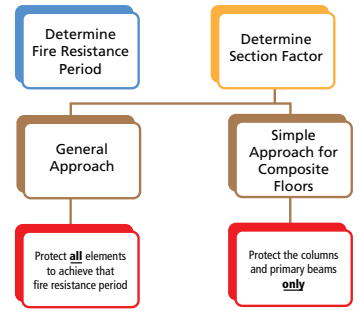 Determine
Fire Resistance
Period
Determine
Section Factor
General
Approach
Simple
Approach for
Composite
Floors
Protect all elements
to achieve that
fire resistance period
Protect the columns
and primary beams
only